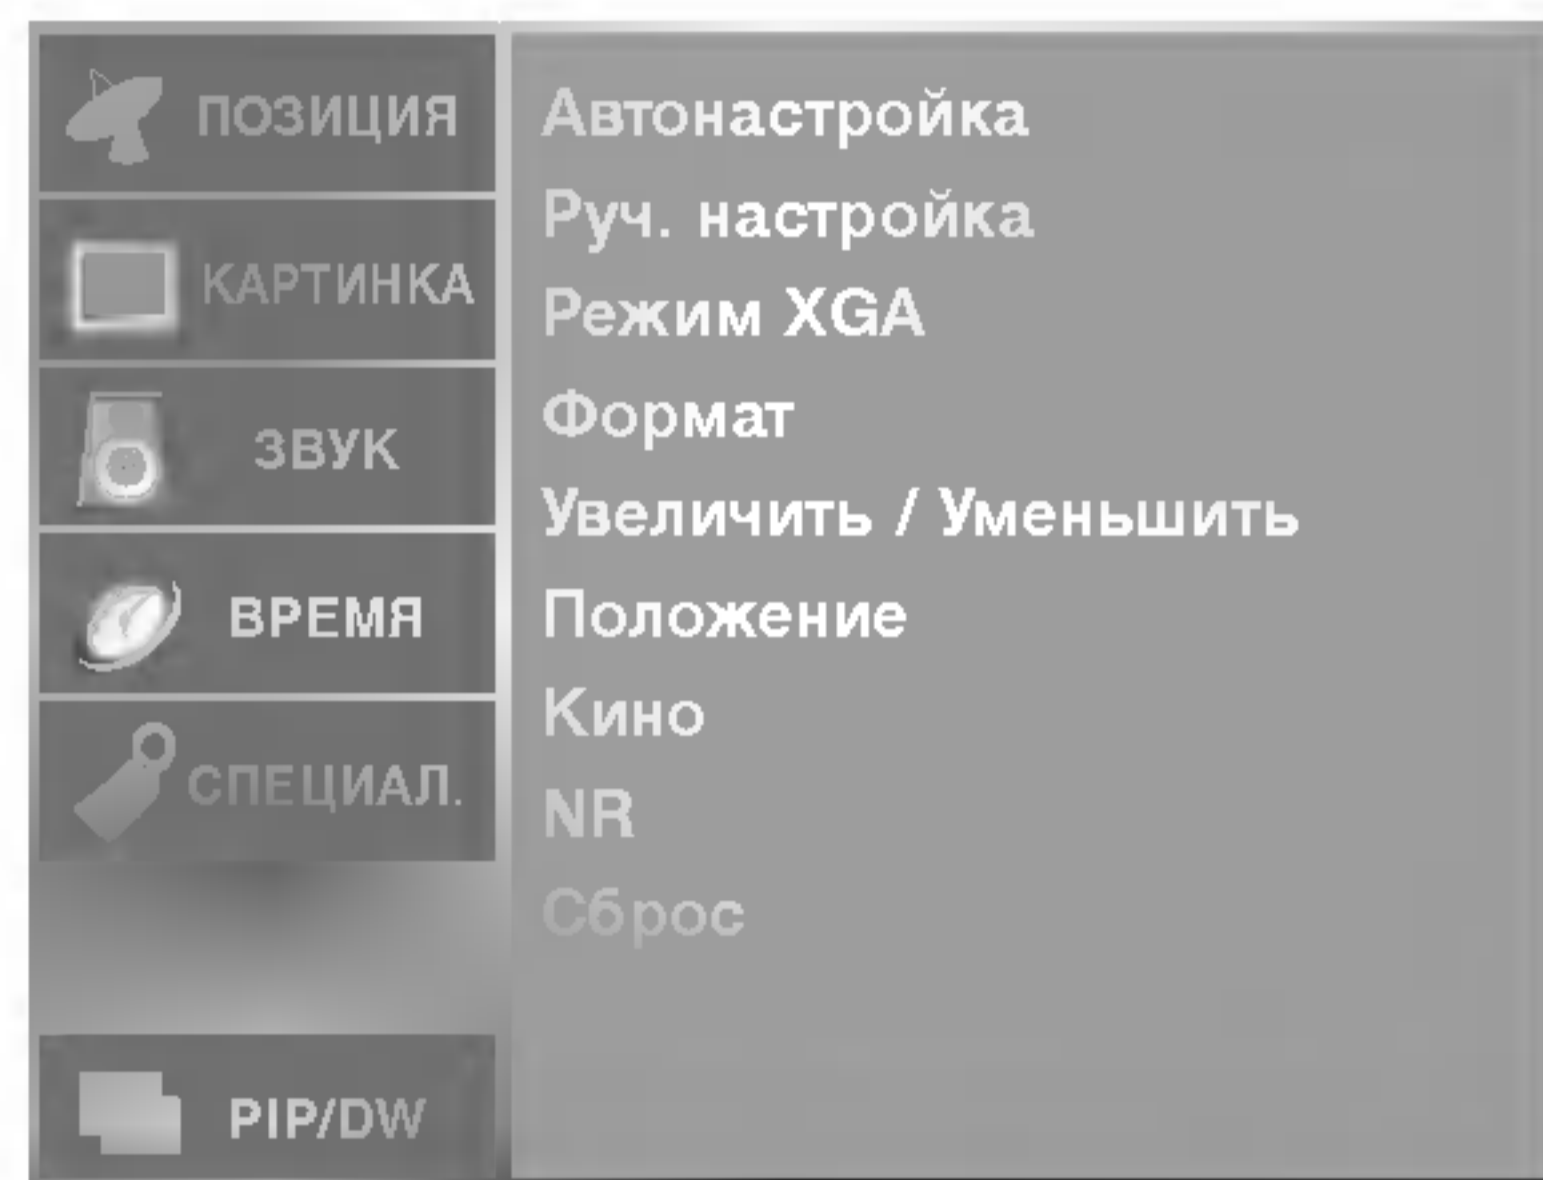 ПОЗИЦИЯ
КАРТИНКА
ЗВУК
ВРЕМЯ
СПЕЦИАЛ.
PIP/DW
Автонастройка
Руч. настройка
Режим XGA
Формат
Увеличить / Уменьшить
Положение
Кино
NR
Сброс